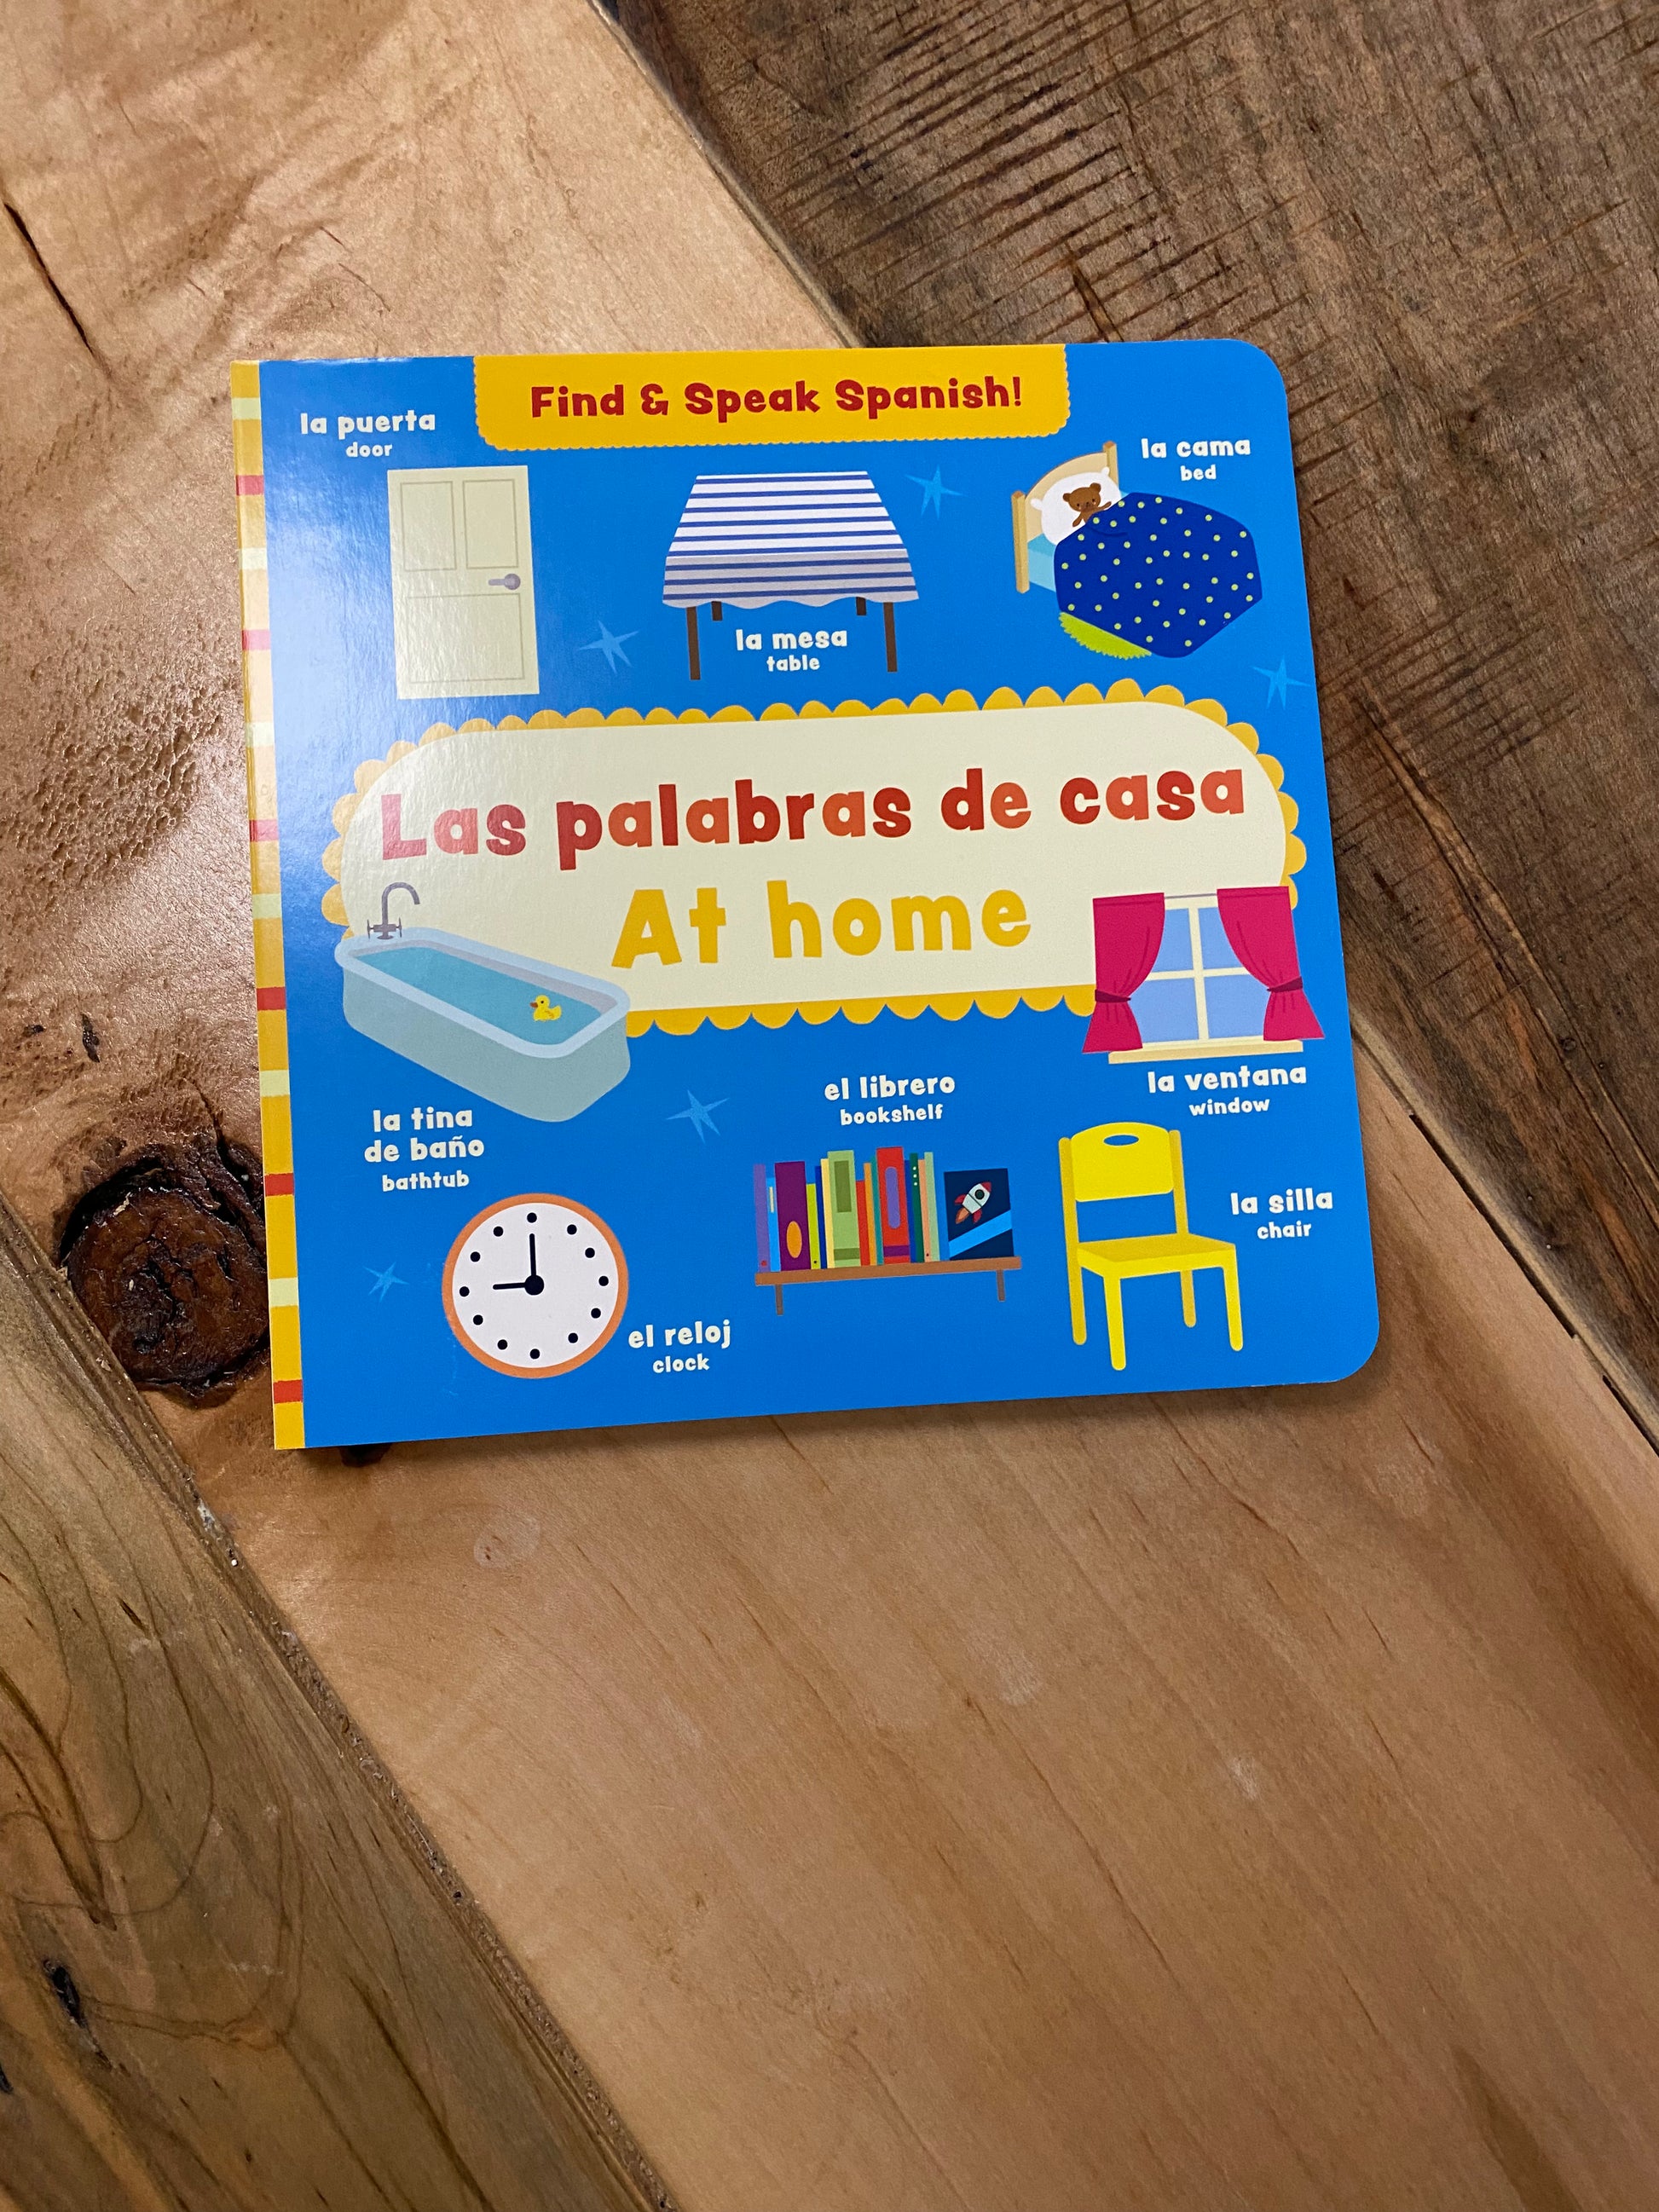 Find & Speak Spanish!
la puerta
door
la mesa
table
la cama
bed
Las palabras de casa
At home
la tina
de baño
bathtub
el librero
bookshelf
la ventana
window
la silla
chair
el reloj
clock